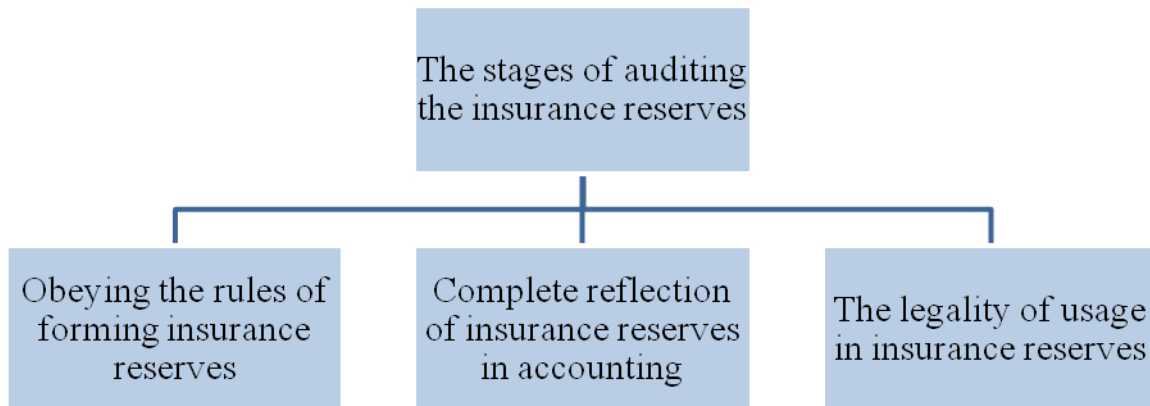 The stages of auditing
the insurance reserves
Obeying the rules of
forming insurance
reserves
Complete reflection
of insurance reserves
in accounting
The legality of usage
in insurance reserves